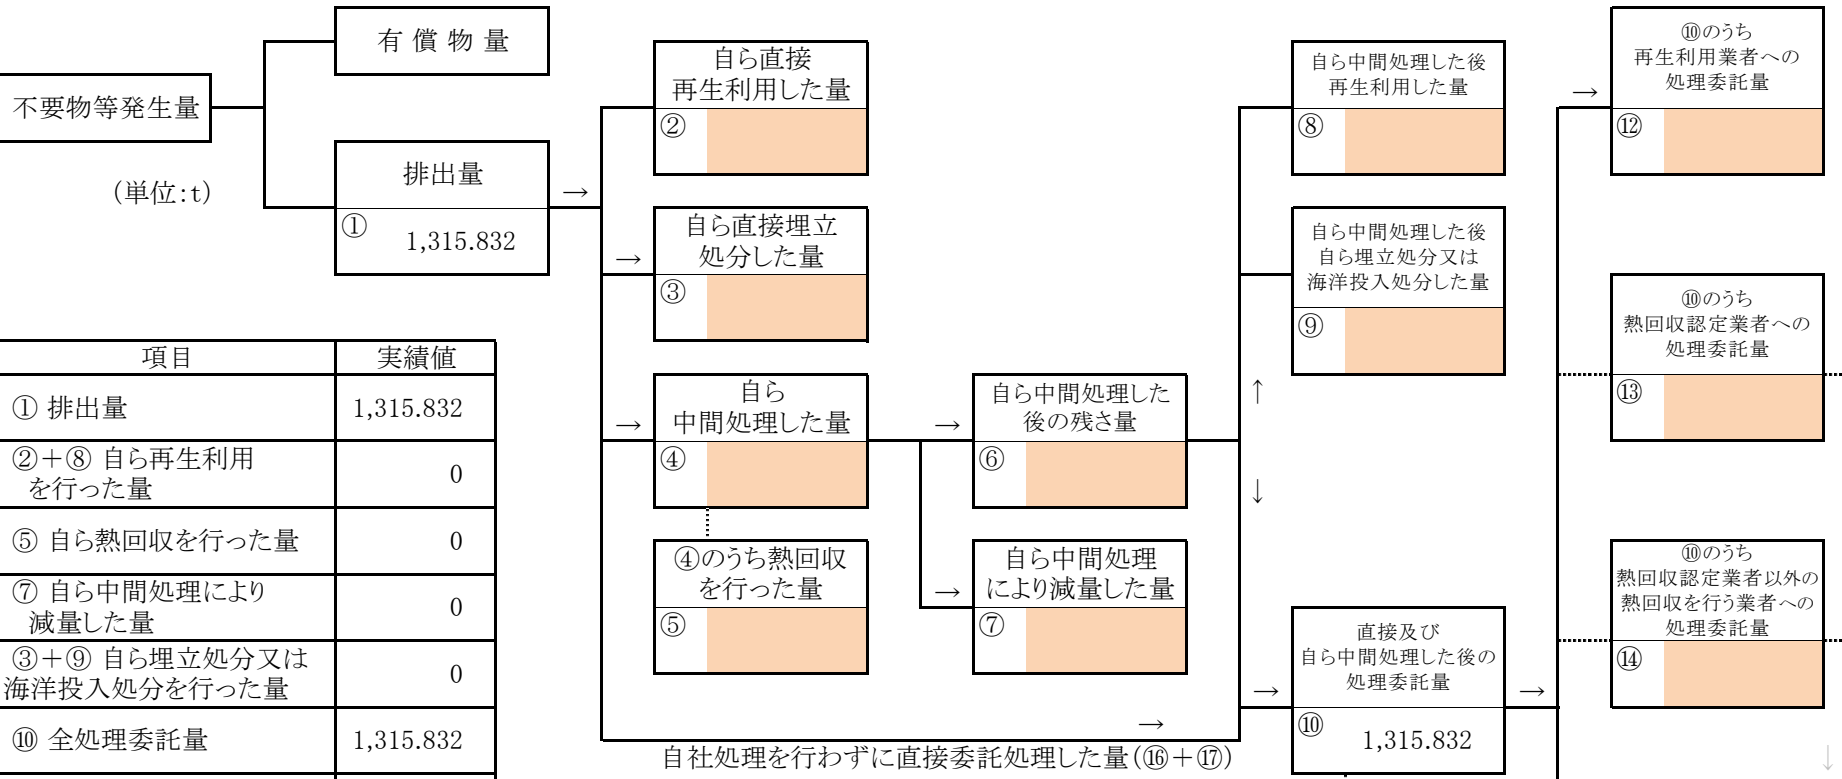 有 償 物 量
不要物等発生量
(単位:t)
排出量
①
1,315.832
→
自ら直接
再生利用した量
②
→
自ら直接埋立
処分した量
③
→
自ら
中間処理した量
④
④のうち熱回収
を行った量
⑤
→
自ら中間処理した
後の残さ量
⑥
→
自ら中間処理
により減量した量
⑦
自ら中間処理した後
再生利用した量
⑧
自ら中間処理した後
自ら埋立処分又は
海洋投入処分した量
⑨
↑
↓
→
直接及び
自ら中間処理した後の
処理委託量
⑩
1,315.832
→
自社処理を行わずに直接委託処理した量(⑯+⑰)
→
→
⑩のうち
再生利用業者への
処理委託量
⑫
⑩のうち
熱回収認定業者への
処理委託量
⑬
⑩のうち
熱回収認定業者以外の
熱回収を行う業者への
処理委託量
⑭
↓
項目 実績値
① 排出量 1,315.832
②+⑧ 自ら再生利用
を行った量 0
⑤ 自ら熱回収を行った量 0
⑦ 自ら中間処理により
減量した量 0
③+⑨ 自ら埋立処分又は
海洋投入処分を行った量 0
⑩ 全処理委託量 1,315.832